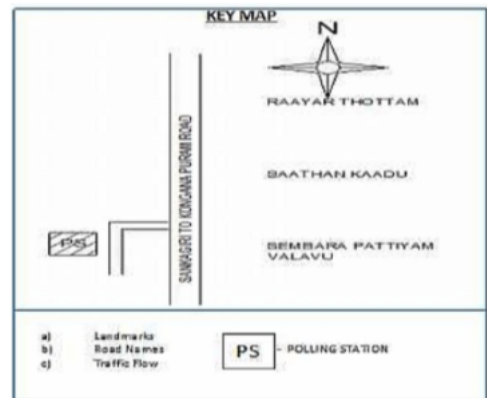 KEY MAP
N
RAAYAR THOTTAM
SANKAGIRI TO KONGANA PURAM ROAD
SAATHAN KAADU
PS
SEMBARA PATTIYAM
VALAVU
a) Landmarks
b) Road Names
c) Traffic Flow
PS - POLLING STATION